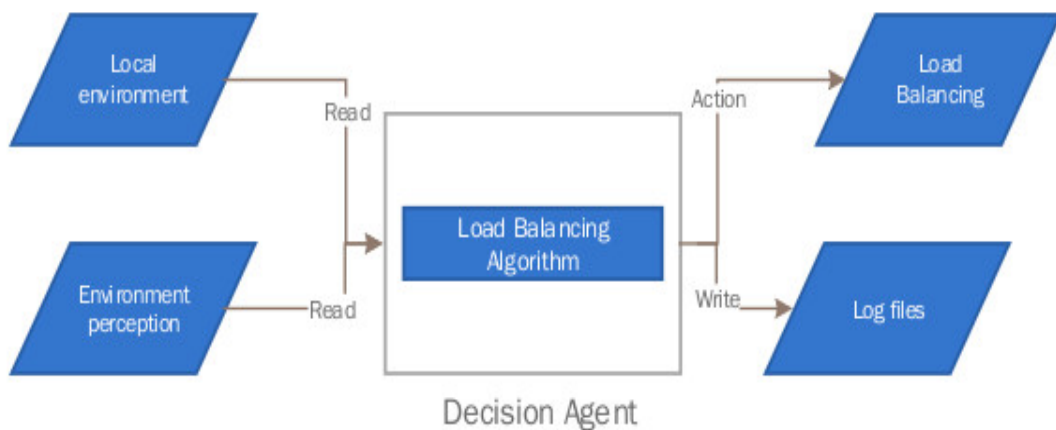 Local
environment
Read
Environment
perception
Read
Load Balancing
Algorithm
Decision Agent
Action
Load
Balancing
Write
Log files